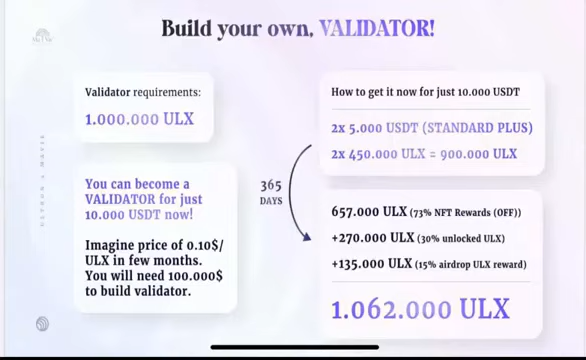 Build your own, VALIDATOR!
Validator requirements:
1.000.000 ULX
You can become a
VALIDATOR for just
10.000 USDT now!
Imagine price of 0.10$/
ULX in few months.
You will need 100.000$
to build validator.
365
DAYS
How to get it now for just 10.000 USDT
2x 5.000 USDT (STANDARD PLUS)
2x 450.000 ULX = 900.000 ULX
657.000 ULX (73% NFT Rewards (OFF))
+270.000 ULX (30% unlocked ULX)
+135.000 ULX (15% airdrop ULX reward)
1.062.000 ULX